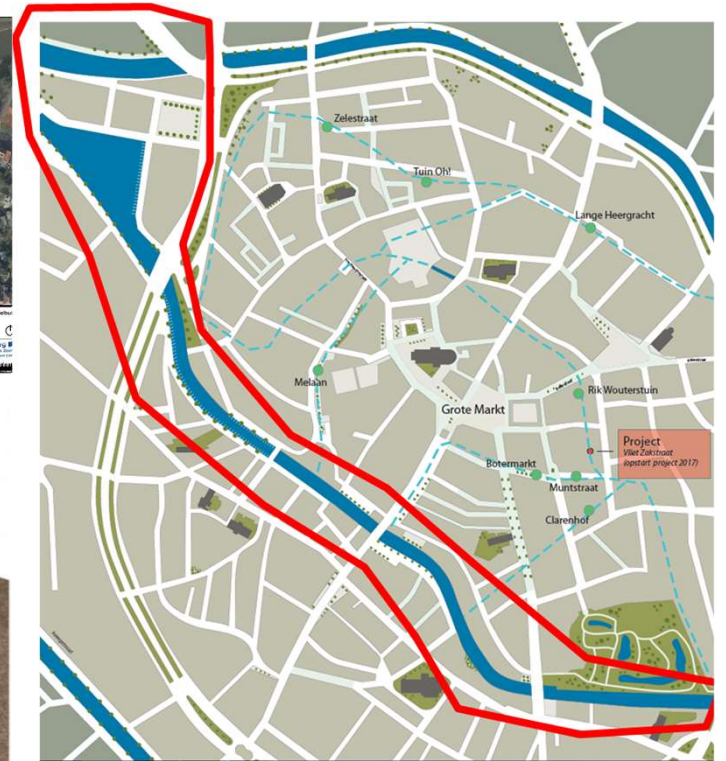 Zelestraat
Tuin Oh!
Lange Heergracht
Melaan
Rik Wouterstuin
Grote Markt
Project
Vliet Zakstraat
(opstart project 2017)
Botermarkt
Muntstraat
Clarenhof